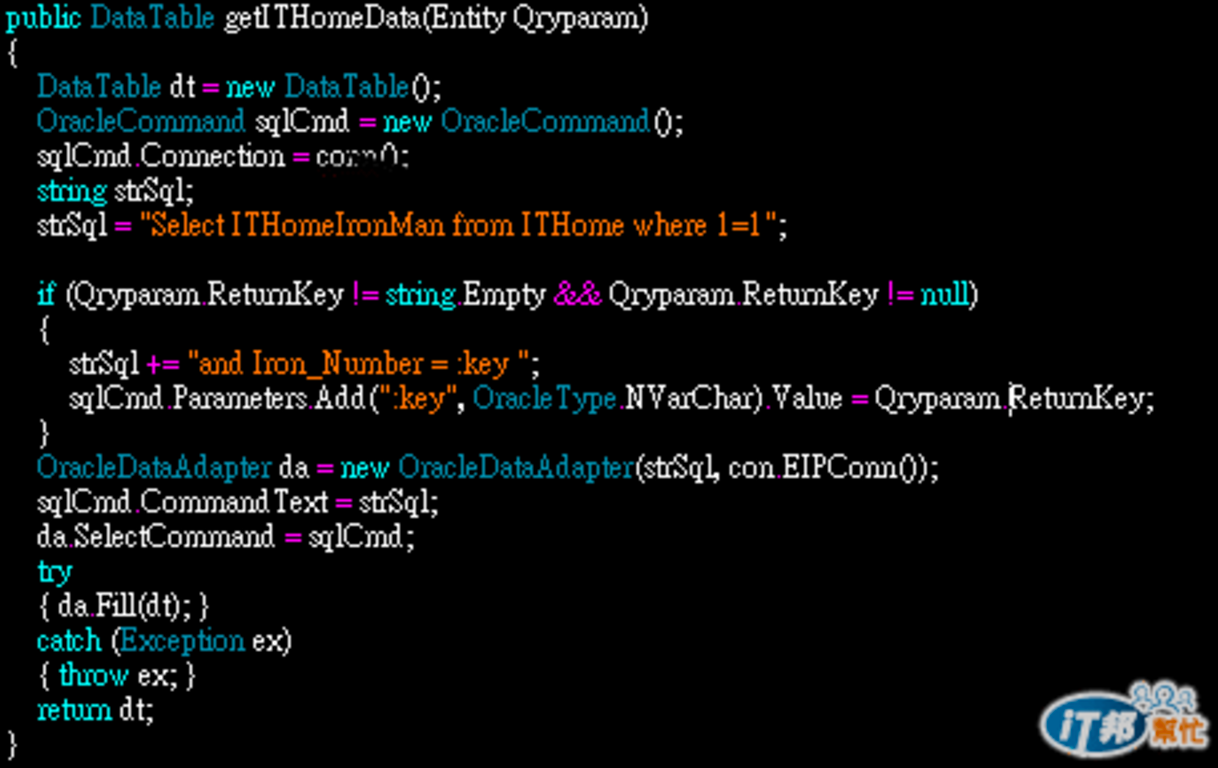 public DataTable getITHomeData(Entity Qryparam)
{
DataTable dt = new DataTable();
OracleCommand sqlCmd = new OracleCommand();
sqlCmd.Connection = conn();
string strSql;
strSql = "Select ITHomeIronMan from ITHome where 1=1";
if (Qryparam.ReturnKey != string.Empty && Qryparam.ReturnKey != null)
{
strSql += "and Iron_Number = :key ";
sqlCmd.Parameters.Add(":key", OracleType.NVarChar).Value = Qryparam.ReturnKey;
}
OracleDataAdapter da = new OracleDataAdapter(strSql, con.EIPConn());
sqlCmd.CommandText = strSql;
da.SelectCommand = sqlCmd;
try
{ da.Fill(dt); }
catch (Exception ex)
{ throw ex; }
return dt;
}
iT邦幫忙